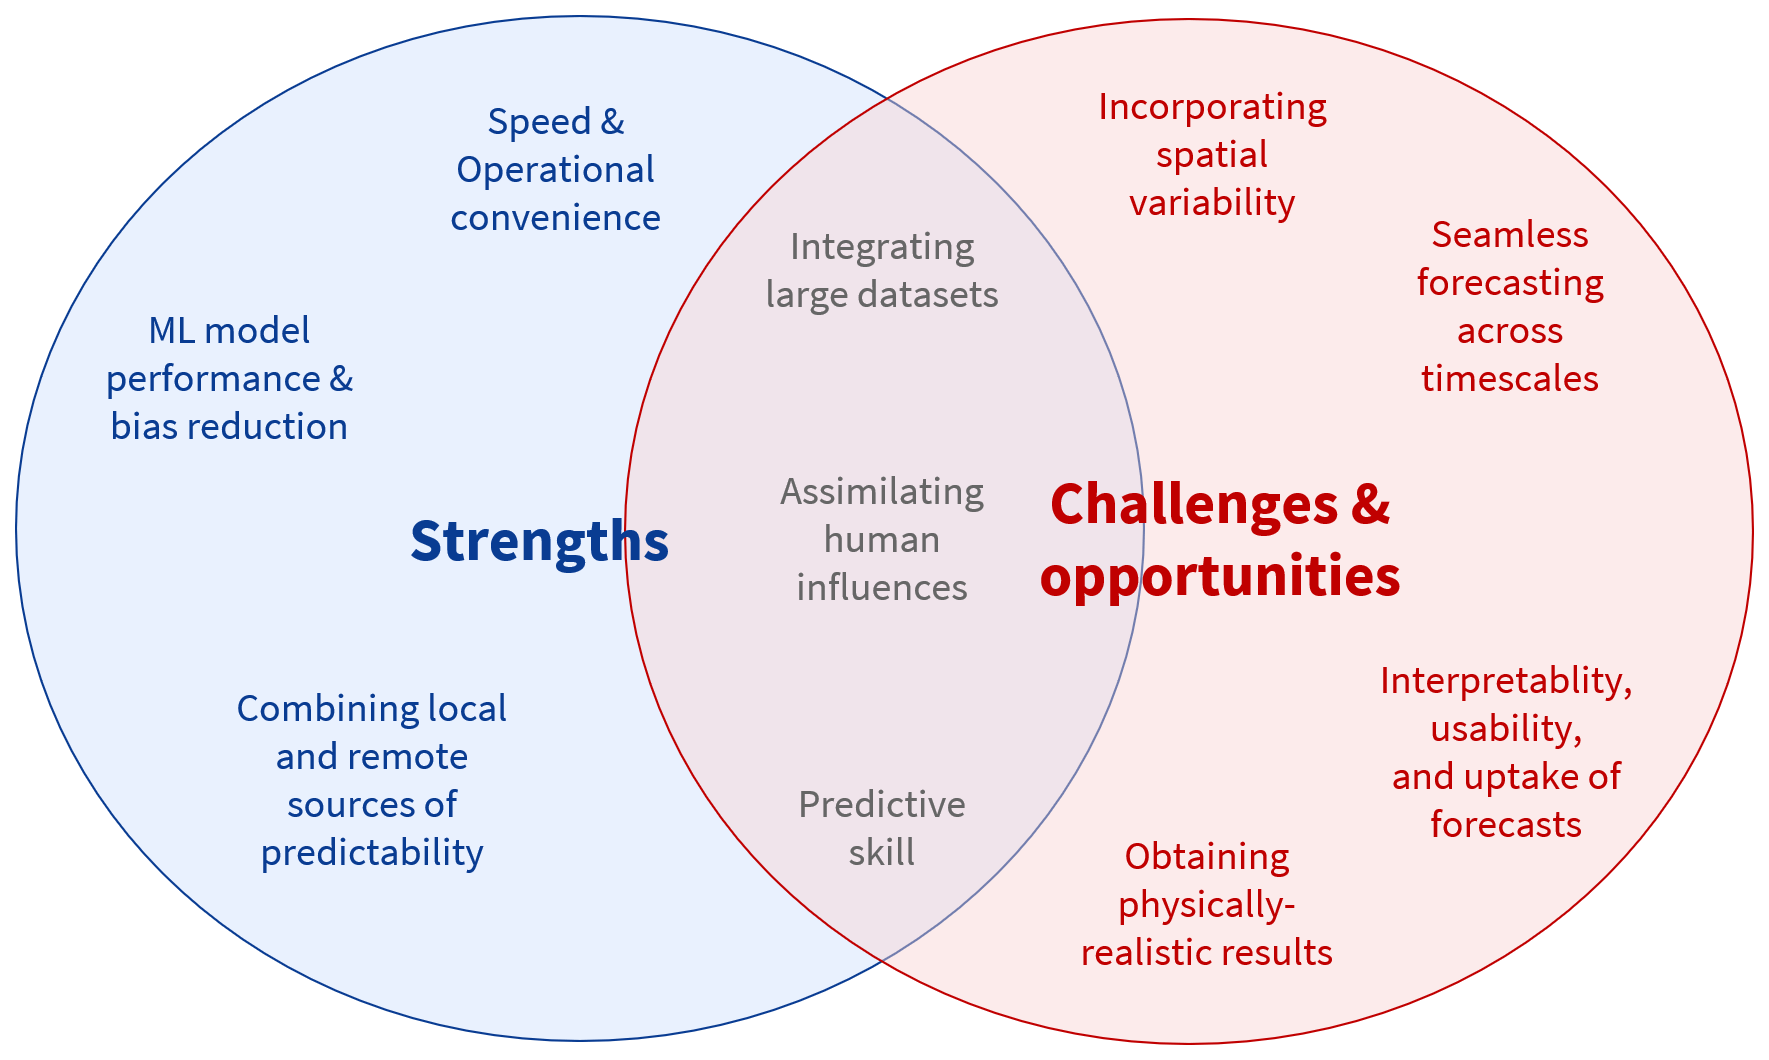 Speed &
Operational
convenience
ML model
performance &
bias reduction
Strengths
Combining local
and remote
sources of
predictability
Integrating
large datasets
Assimilating
human
influences
Predictive
skill
Incorporating
spatial
variability
Seamless
forecasting
across
timescales
Challenges &
opportunities
Interpretablity,
usability,
and uptake of
forecasts
Obtaining
physically-
realistic results